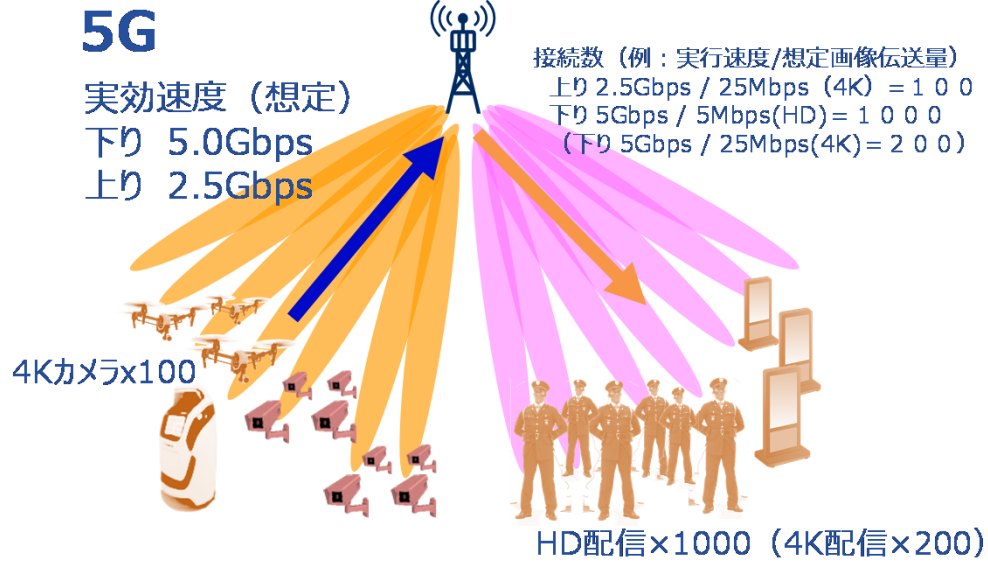 5G
実効速度（想定）
下り 5.0Gbps
上り 2.5Gbps
接続数（例：実行速度/想定画像伝送量）
上り 2.5Gbps / 25Mbps（4K）＝１００
下り 5Gbps / 5Mbps(HD)＝１０００
（下り 5Gbps / 25Mbps(4K)＝２００）
4Kカメラx100
HD配信×1000（4K配信×200）